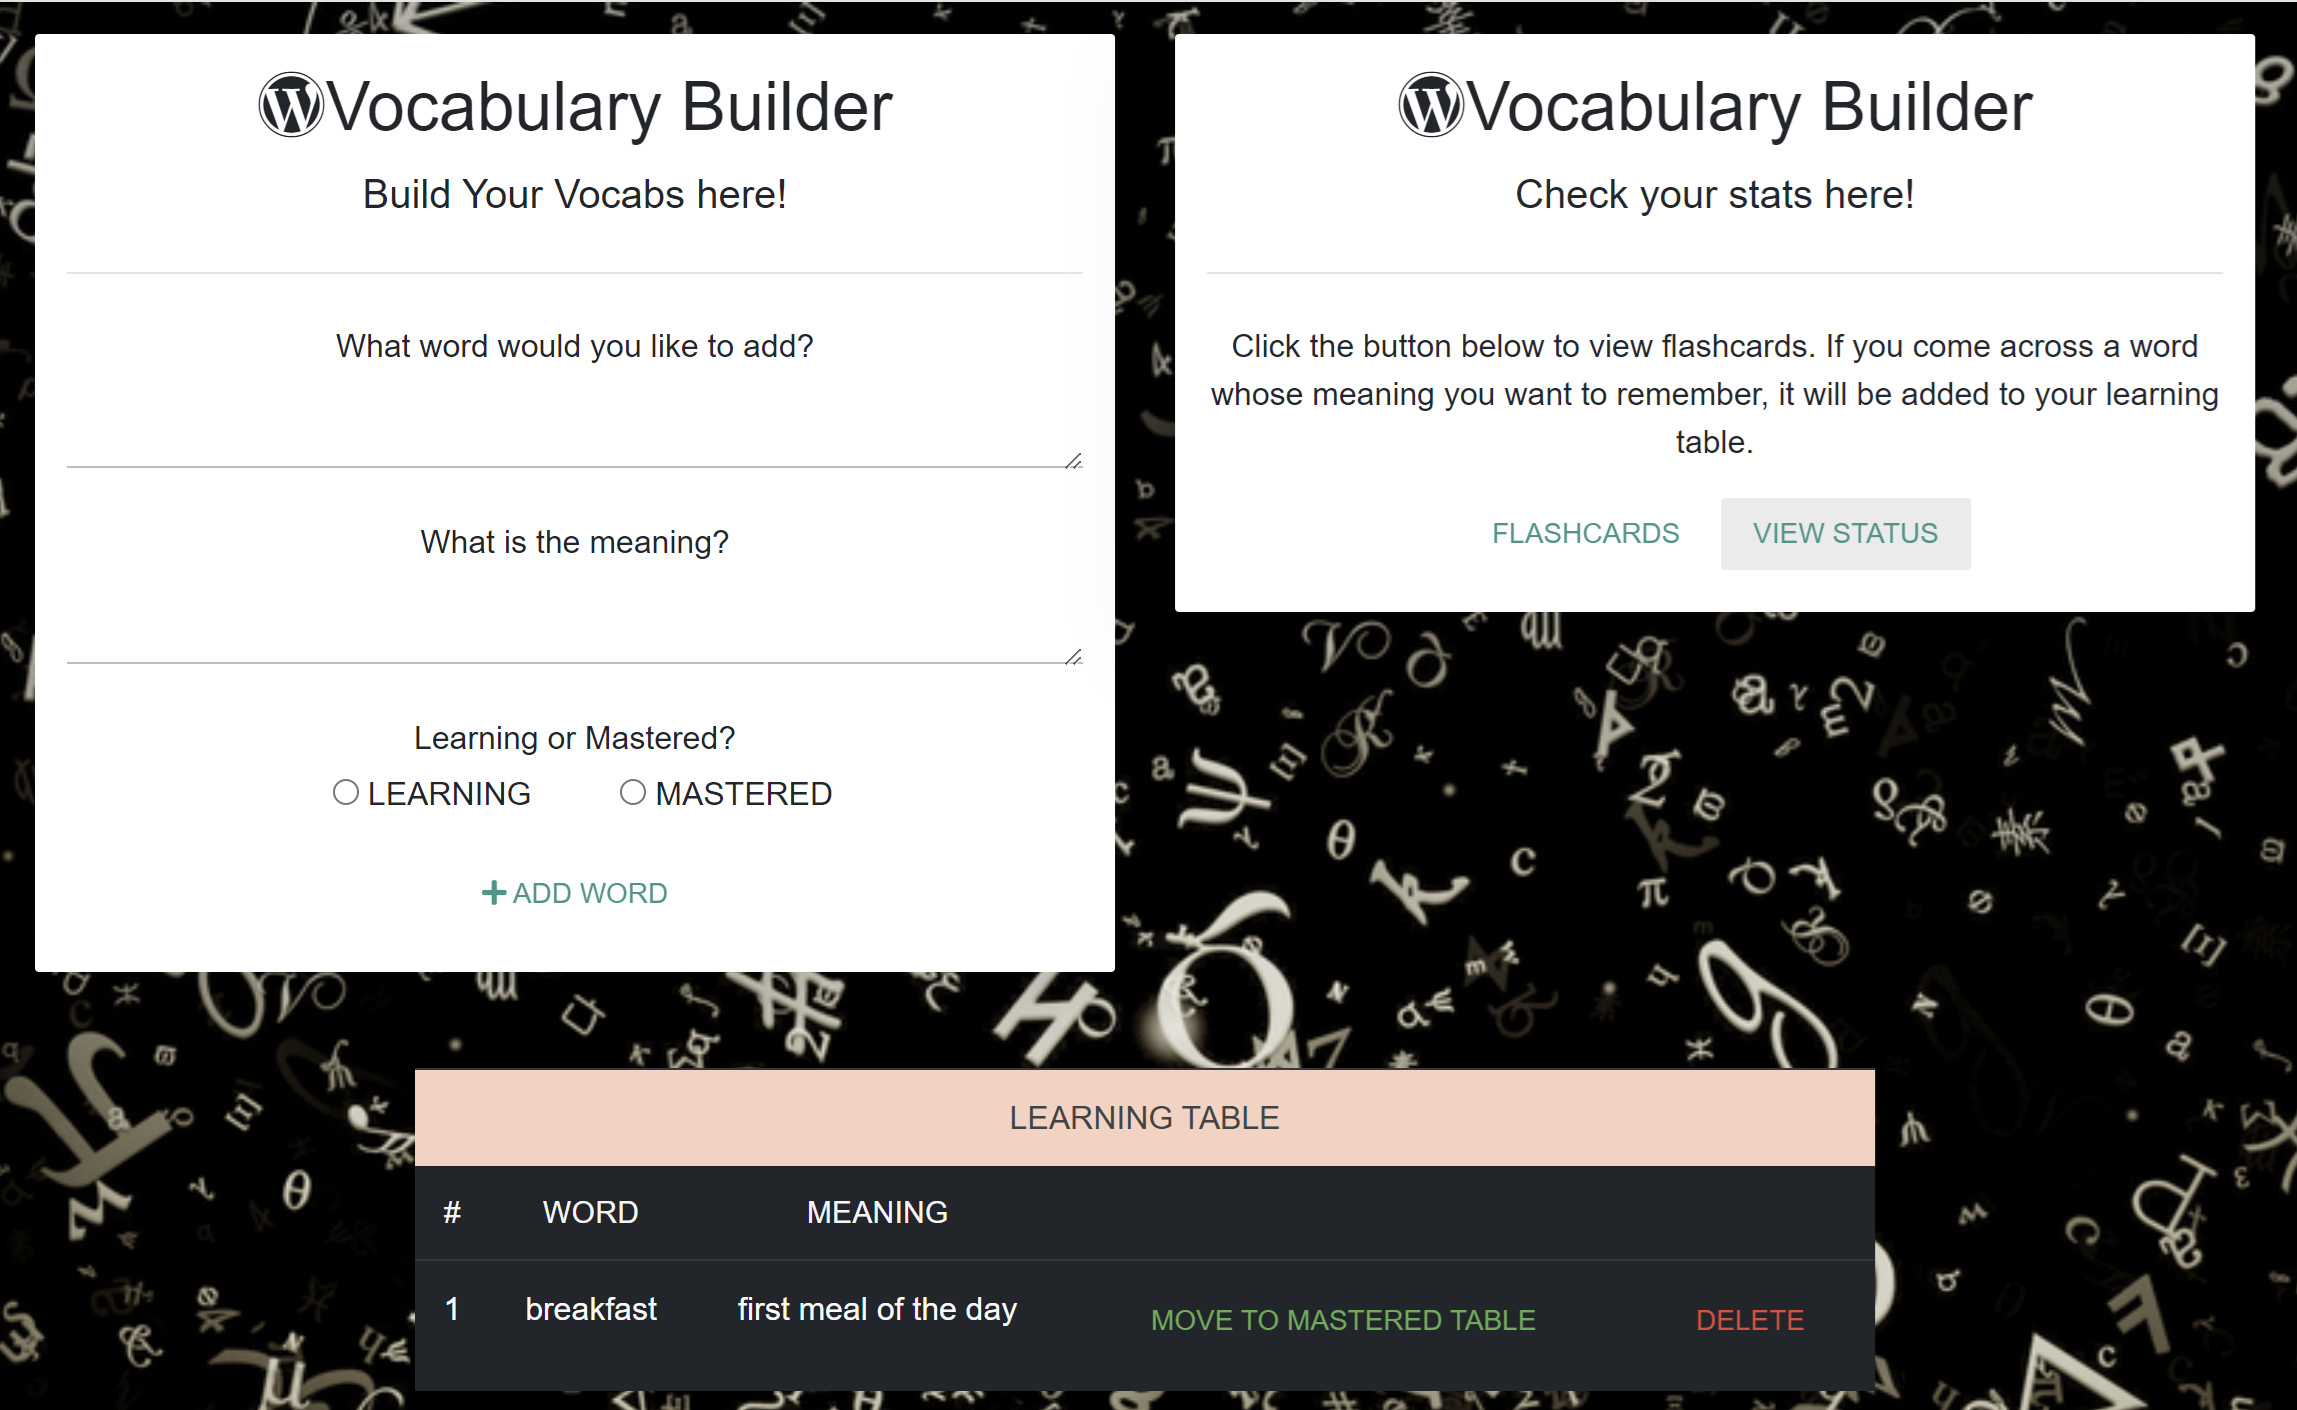 Vocabulary Builder
Build Your Vocabs here!
What word would you like to add?
What is the meaning?
Learning or Mastered?
LEARNING MASTERED
ADD WORD
Vocabulary Builder
Check your stats here!
Click the button below to view flashcards. If you come across a word
whose meaning you want to remember, it will be added to your learning
table.
FLASHCARDS VIEW STATUS
LEARNING TABLE
# WORD MEANING
1 breakfast first meal of the day MOVE TO MASTERED TABLE DELETE